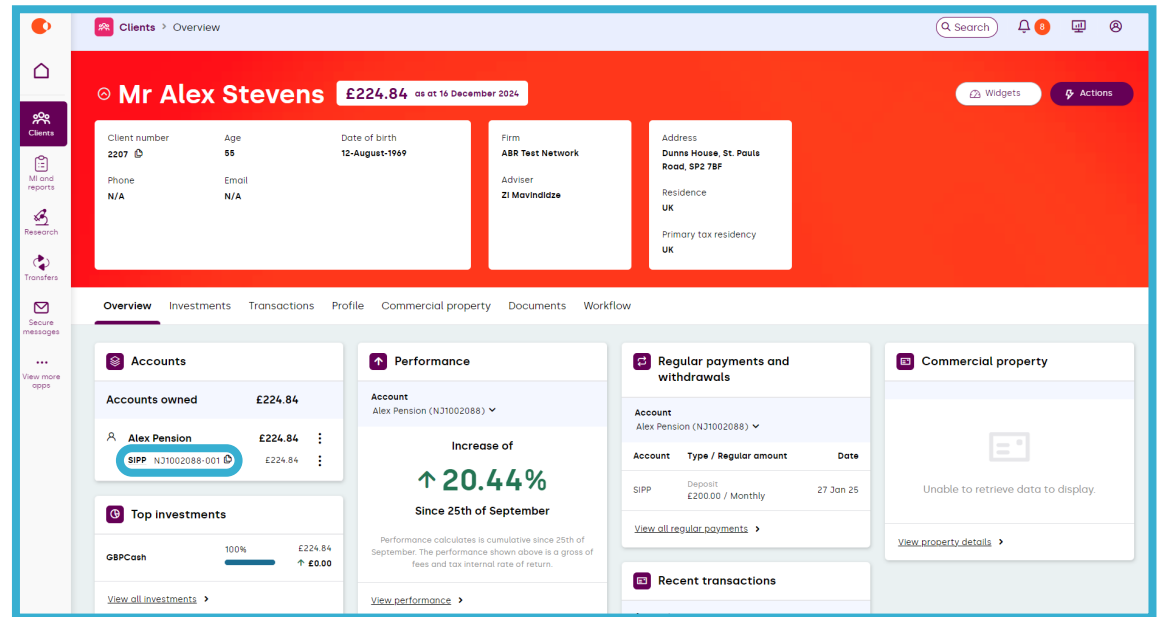 Clients > Overview
Search
8
Mr Alex Stevens
£224.84 as at 16 December 2024
Widgets
Actions
Clients
MI and
reports
Research
Transfers
Secure
messages
View more
apps
Client number
2207
Age
55
Date of birth
12-August-1969
Phone
N/A
Email
N/A
Firm
ABR Test Network
Adviser
Zi Mavindidze
Address
Dunns House, St. Pauls
Road, SP2 7BF
Residence
UK
Primary tax residency
UK
Overview Investments Transactions Profile Commercial property Documents Workflow
Accounts
Accounts owned £224.84
Alex Pension £224.84
SIPP NJ1002088-001 £224.84
Top investments
GBPCash 100% £224.84
£0.00
View all investments >
Performance
Account
Alex Pension (NJ1002088)
Increase of
20.44%
Since 25th of September
Performance calculates is cumulative since 25th of
September. The performance shown above is a gross of
fees and tax internal rate of return.
View performance >
Regular payments and
withdrawals
Account
Alex Pension (NJ1002088)
Account Type / Regular amount Date
SIPP Deposit
£200.00 / Monthly 27 Jan 25
View all regular payments >
Recent transactions
Commercial property
Unable to retrieve data to display.
View property details >